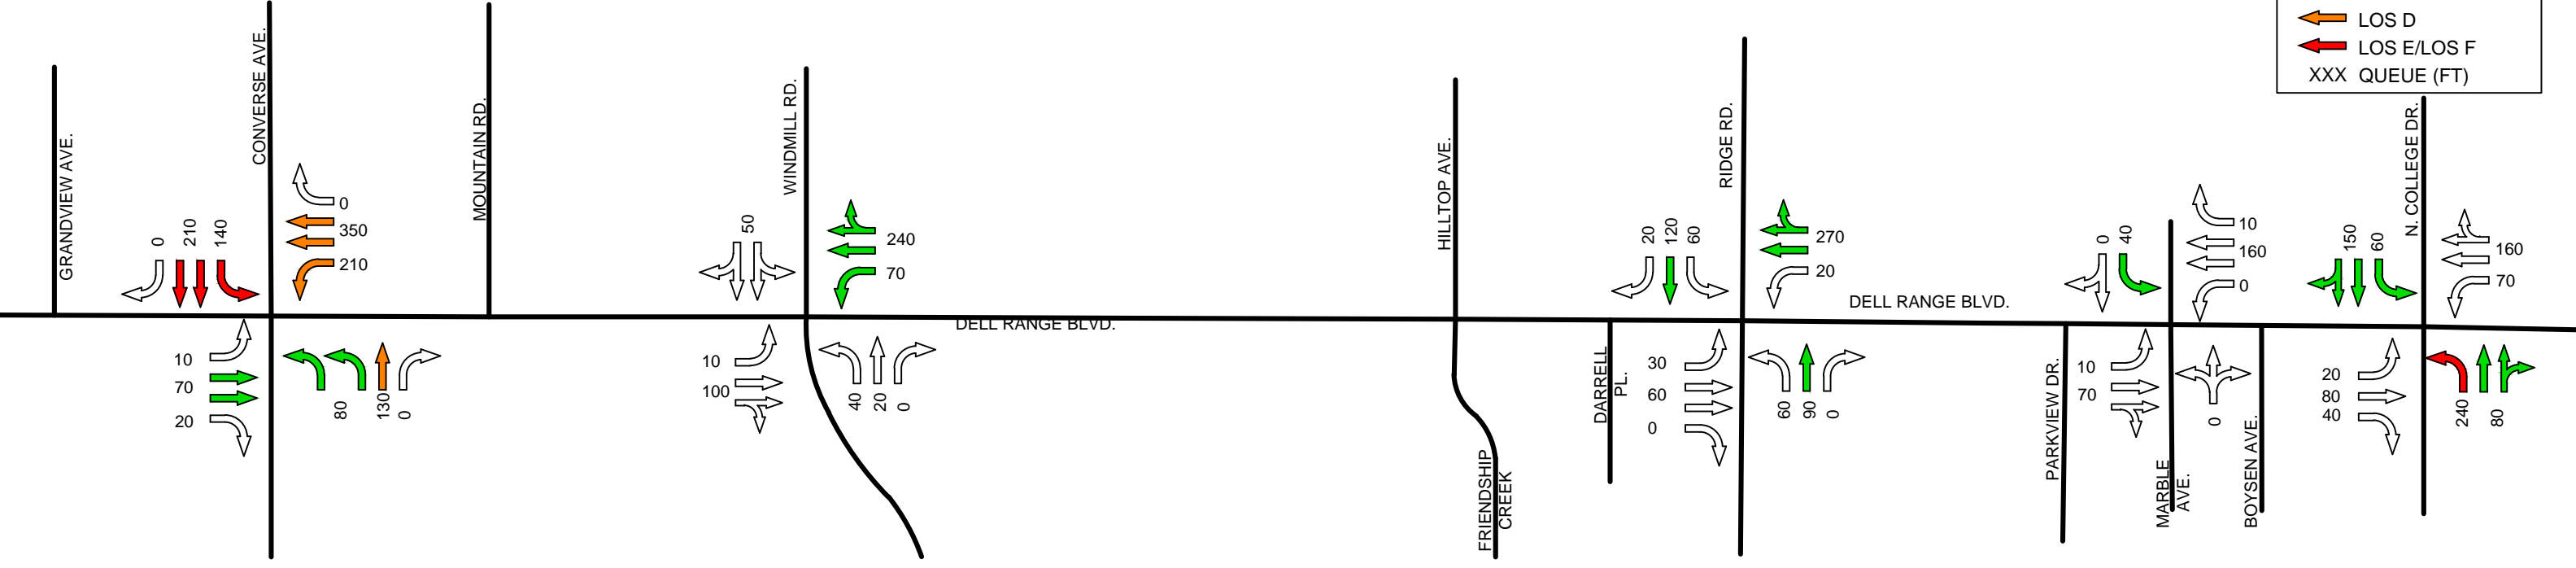 LOS D
LOS E/LOS F
XXX QUEUE (FT)
GRANDVIEW AVE.
CONVERSE AVE.
0
210
140
0
350
210
10
70
20
80
130
0
MOUNTAIN RD.
WINDMILL RD.
50
240
70
10
100
40
20
0
DELL RANGE BLVD.
HILLTOP AVE.
FRIENDSHIP
CREEK
DARRELL
PL.
RIDGE RD.
20
120
60
270
20
30
60
0
60
90
0
DELL RANGE BLVD.
PARKVIEW DR.
0
40
10
160
0
10
70
0
MARBLE
AVE.
BOYSEN AVE.
N. COLLEGE DR.
150
60
160
70
20
80
40
240
80